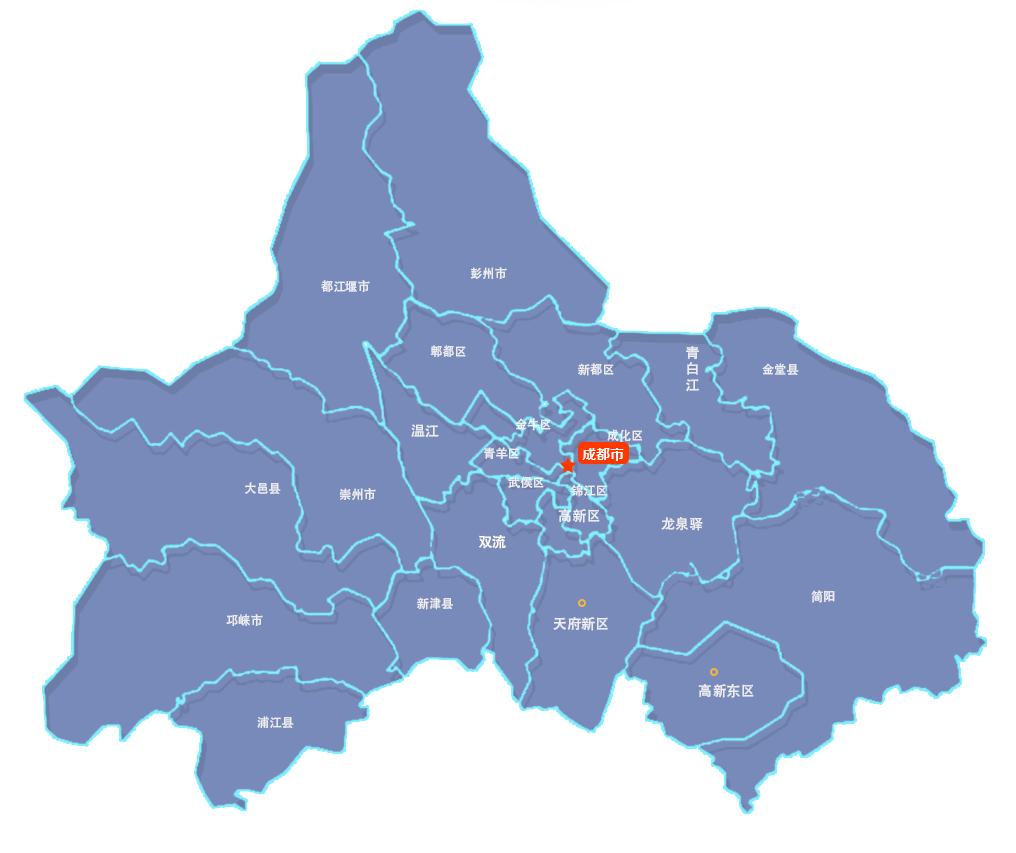 彭州市
都江堰市
郫都区
新都区
青
白
江
金堂县
温江
金牛区
成化区
青羊区
成都市
武侯区
锦江区
大邑县
崇州市
高新区
龙泉驿
双流
新津县
简阳
邛崃市
天府新区
高新东区
浦江县